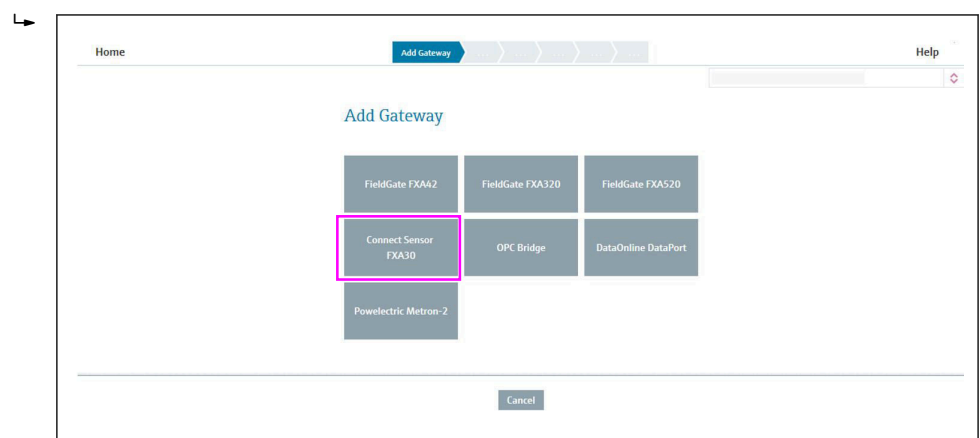 Home
Add Gateway
Help
Add Gateway
FieldGate FXA42
FieldGate FXA320
FieldGate FXA520
Connect Sensor
FXA30
OPC Bridge
DataOnline DataPort
Powelectric Metron-2
Cancel